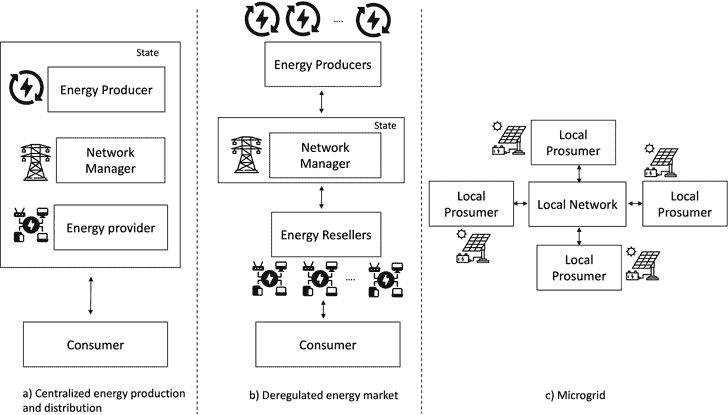 State
Energy Producer
Network
Manager
Energy provider
Consumer
a) Centralized energy production
and distribution
....
Energy Producers
State
Network
Manager
Energy Resellers
....
Consumer
b) Deregulated energy market
Local
Prosumer
Local
Prosumer
Local Network
Local
Prosumer
Local
Prosumer
c) Microgrid